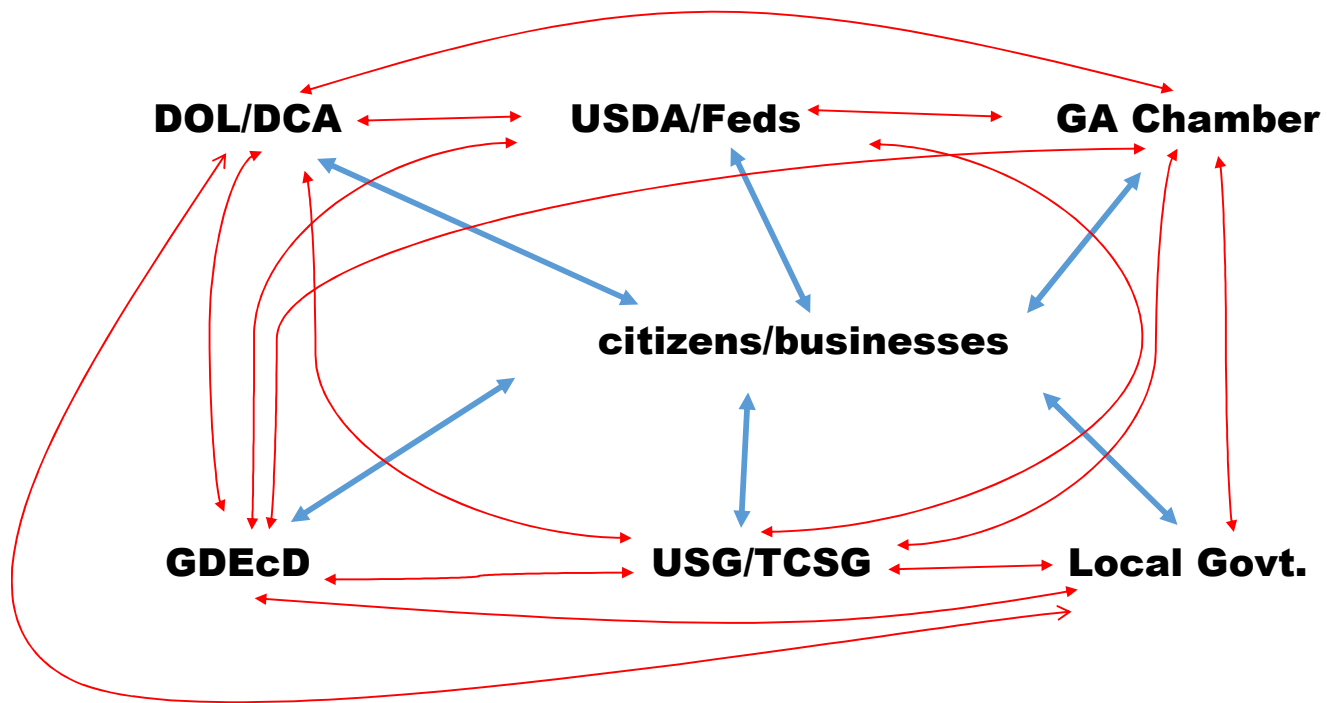 DOL/DCA USDA/Feds GA Chamber
citizens/businesses
GDEcD USG/TCSG Local Govt.